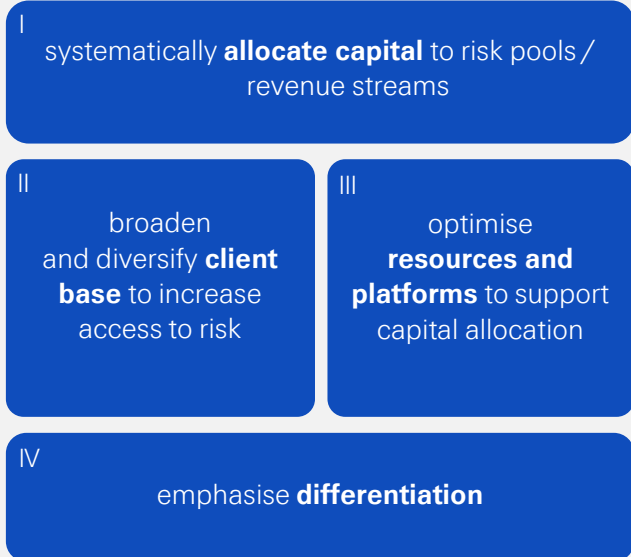 I
systematically allocate capital to risk pools /
revenue streams
II
broaden
and diversify client
base to increase
access to risk
III
optimise
resources and
platforms to support
capital allocation
IV
emphasise differentiation